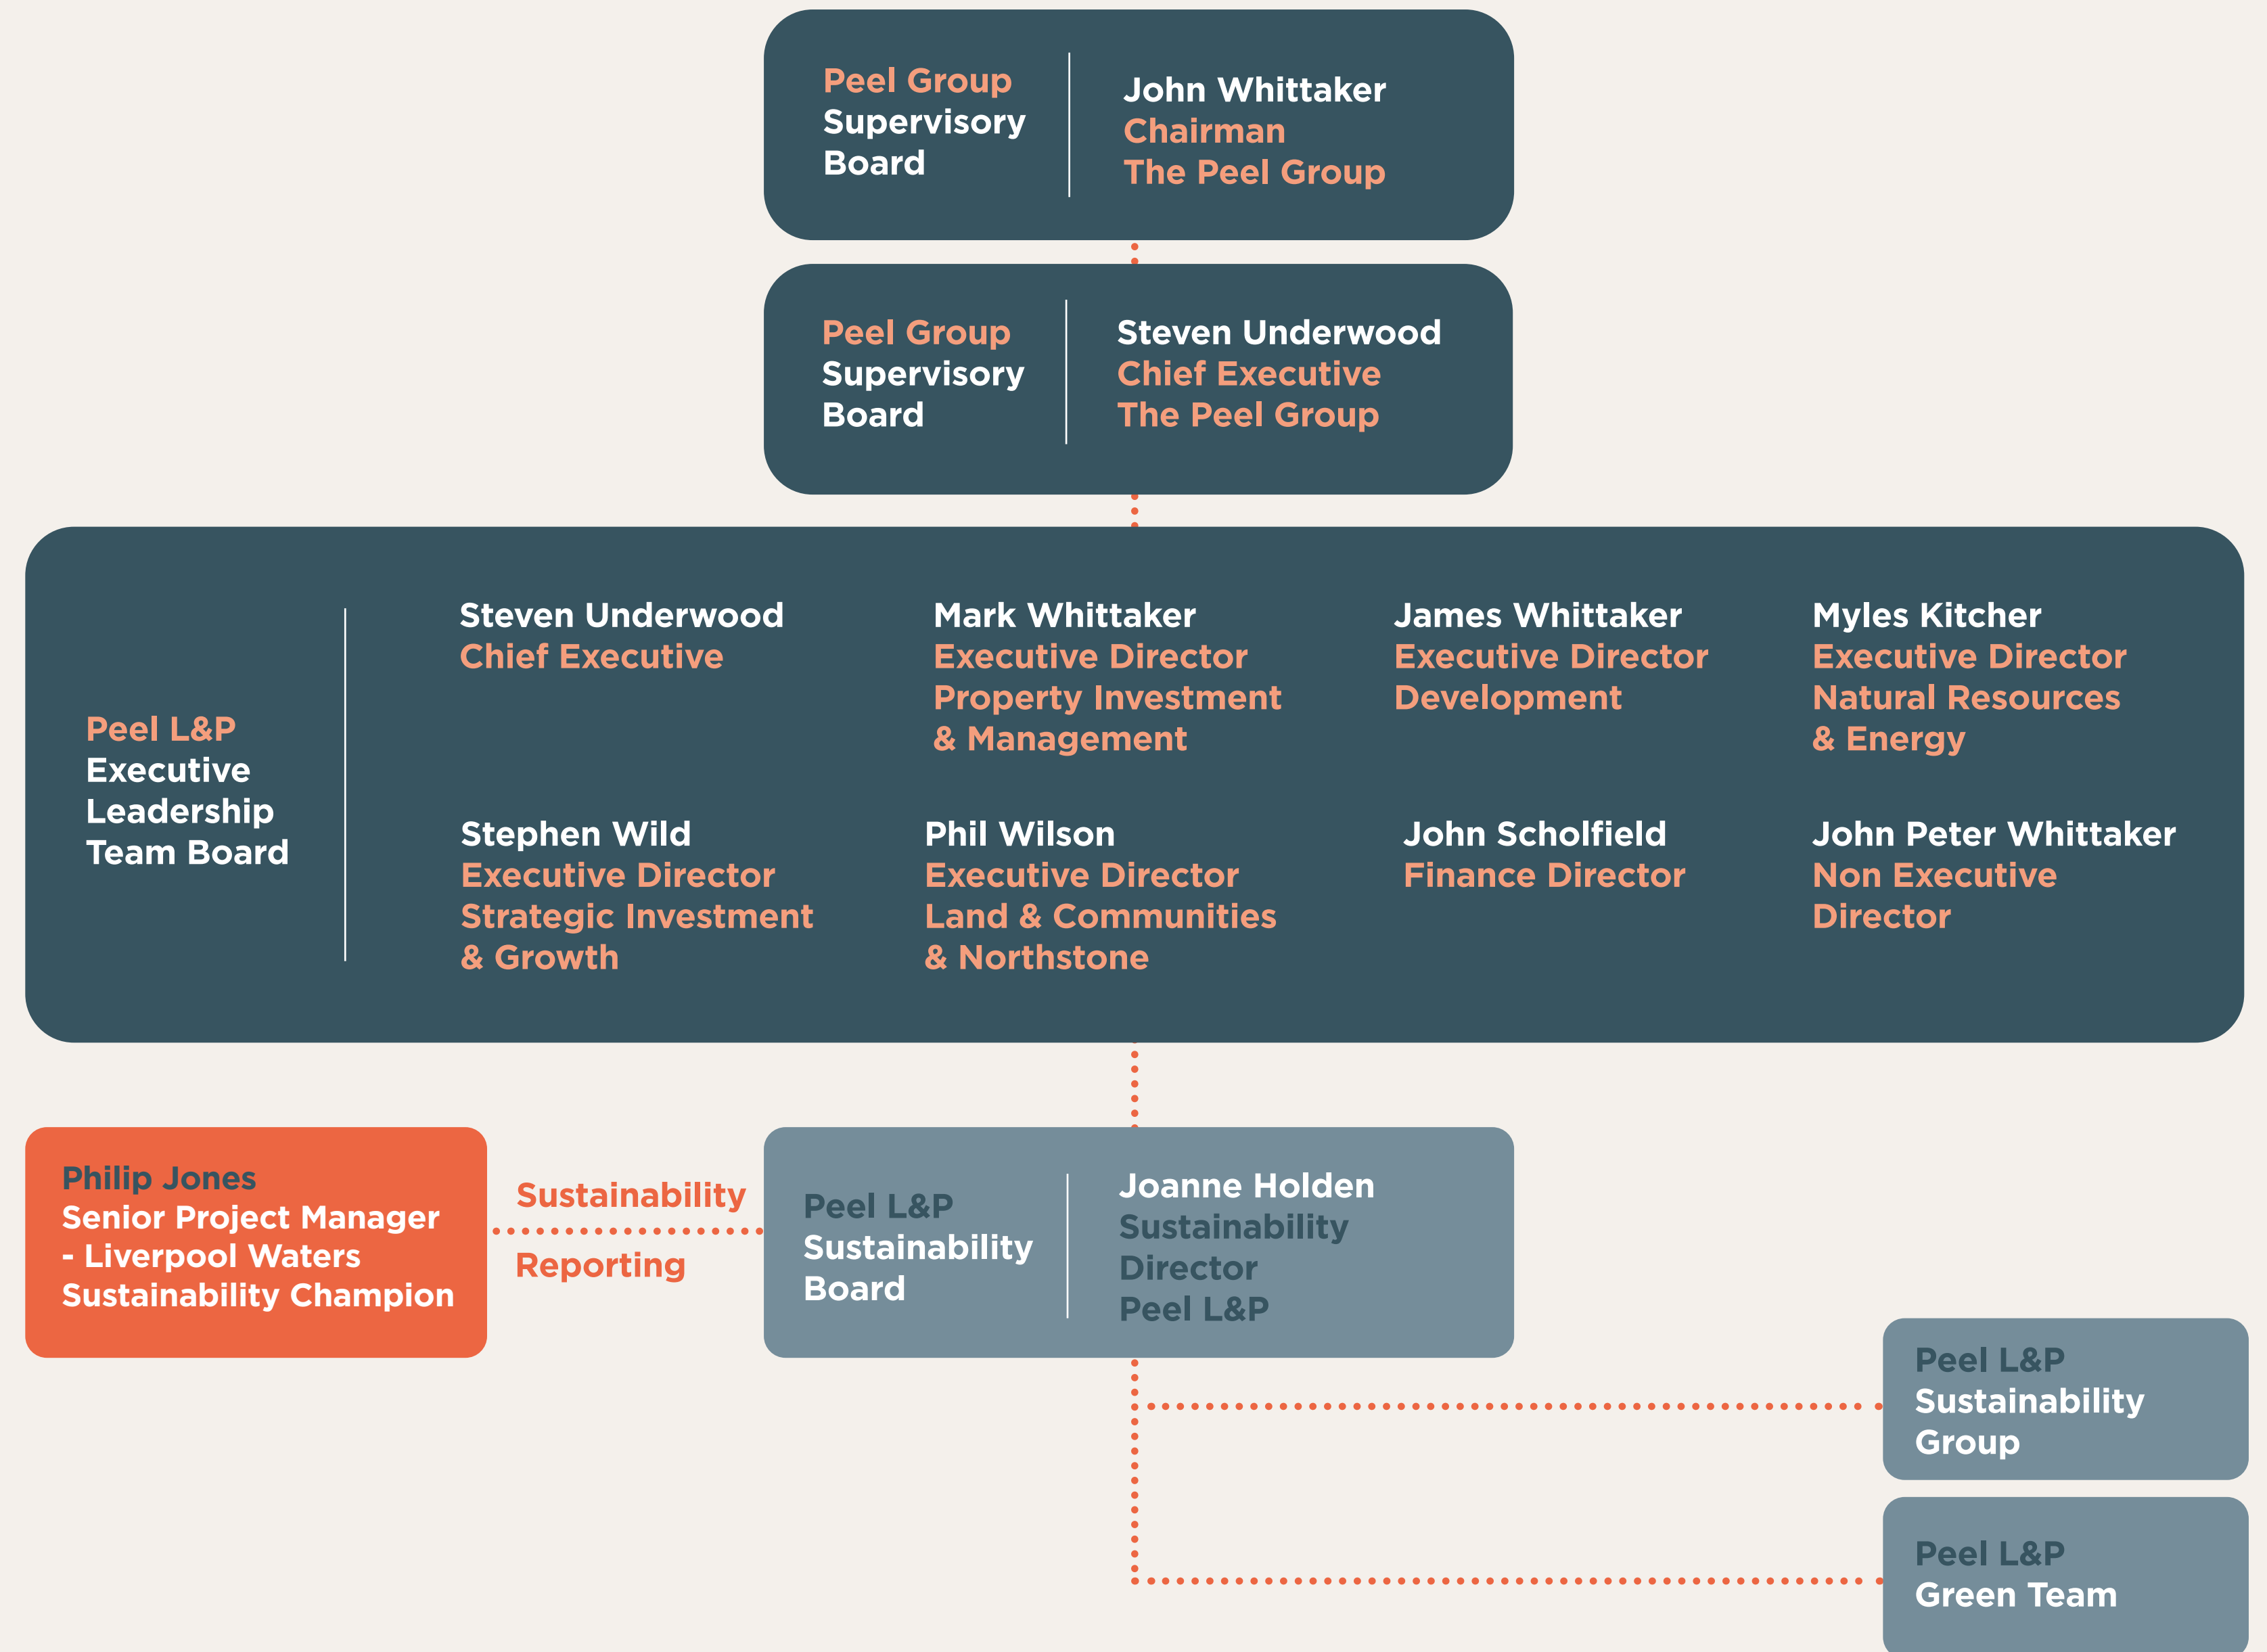 Peel Group
Supervisory
Board
John Whittaker
Chairman
The Peel Group
Peel Group
Supervisory
Board
Steven Underwood
Chief Executive
The Peel Group
Peel L&P
Executive
Leadership
Team Board
Steven Underwood
Chief Executive
Mark Whittaker
Executive Director
Property Investment
& Management
James Whittaker
Executive Director
Development
Myles Kitcher
Executive Director
Natural Resources
& Energy
Stephen Wild
Executive Director
Strategic Investment
& Growth
Phil Wilson
Executive Director
Land & Communities
& Northstone
John Scholfield
Finance Director
John Peter Whittaker
Non Executive
Director
Philip Jones
Senior Project Manager
- Liverpool Waters
Sustainability Champion
Sustainability
Reporting
Peel L&P
Sustainability
Board
Joanne Holden
Sustainability
Director
Peel L&P
Peel L&P
Sustainability
Group
Peel L&P
Green Team